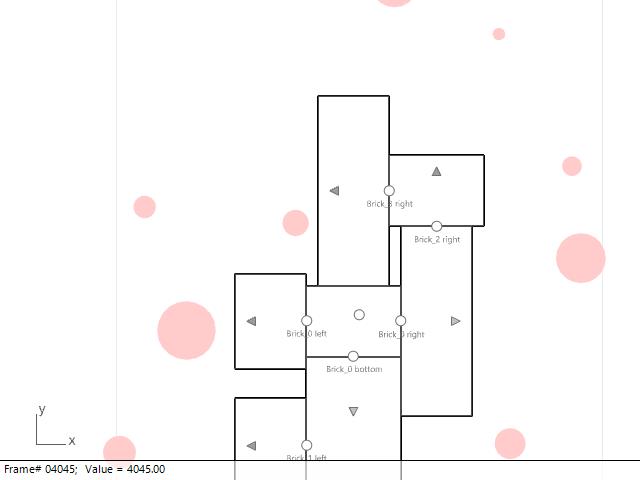 Brick_3 right
Brick_2 right
Brick_0 left
Brick_0 right
Brick_0 bottom
Brick_1 left
y
x
Frame# 04045; Value = 4045.00